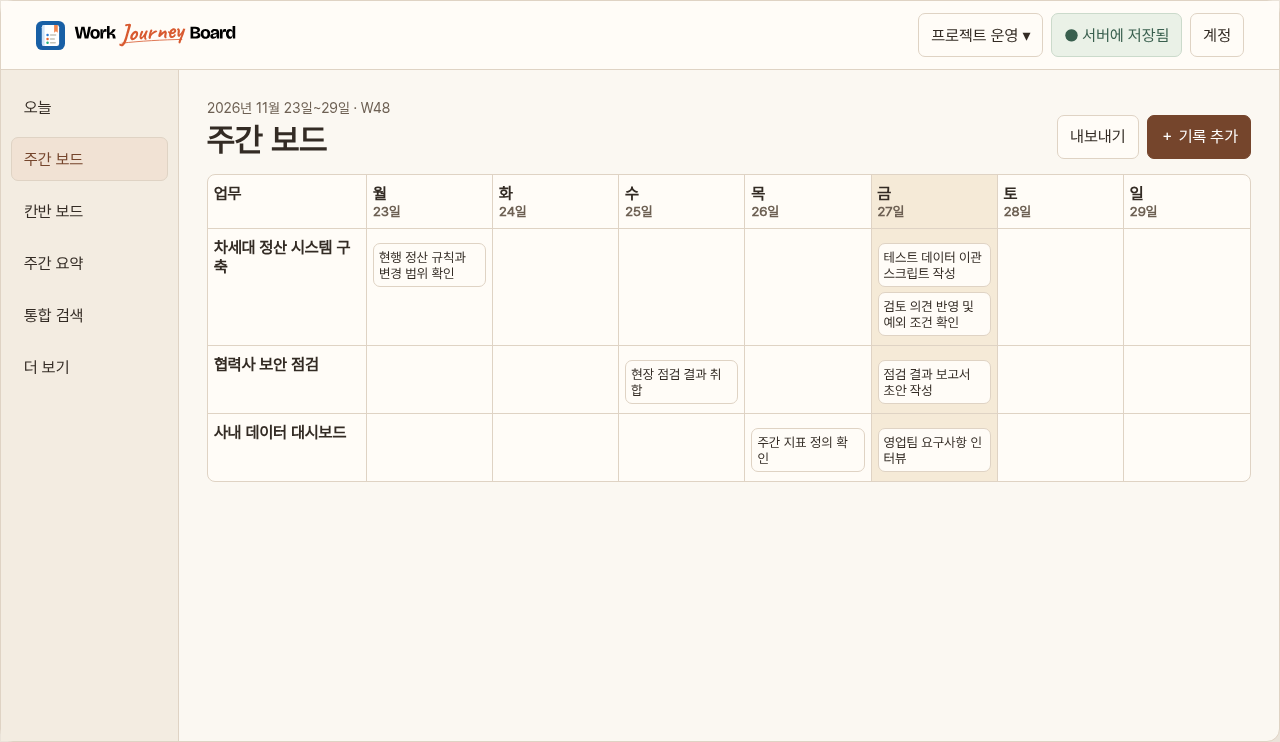 Work Journey Board
프로젝트 운영 ▾
● 서버에 저장됨
계정
오늘
주간 보드
칸반 보드
주간 요약
통합 검색
더 보기
2026년 11월 23일~29일 · W48
주간 보드
내보내기
+ 기록 추가
업무
월
23일
화
24일
수
25일
목
26일
금
27일
토
28일
일
29일
차세대 정산 시스템 구
축
현행 정산 규칙과
변경 범위 확인
테스트 데이터 이관
스크립트 작성
검토 의견 반영 및
예외 조건 확인
협력사 보안 점검
현장 점검 결과 취
합
점검 결과 보고서
초안 작성
사내 데이터 대시보드
주간 지표 정의 확
인
영업팀 요구사항 인
터뷰